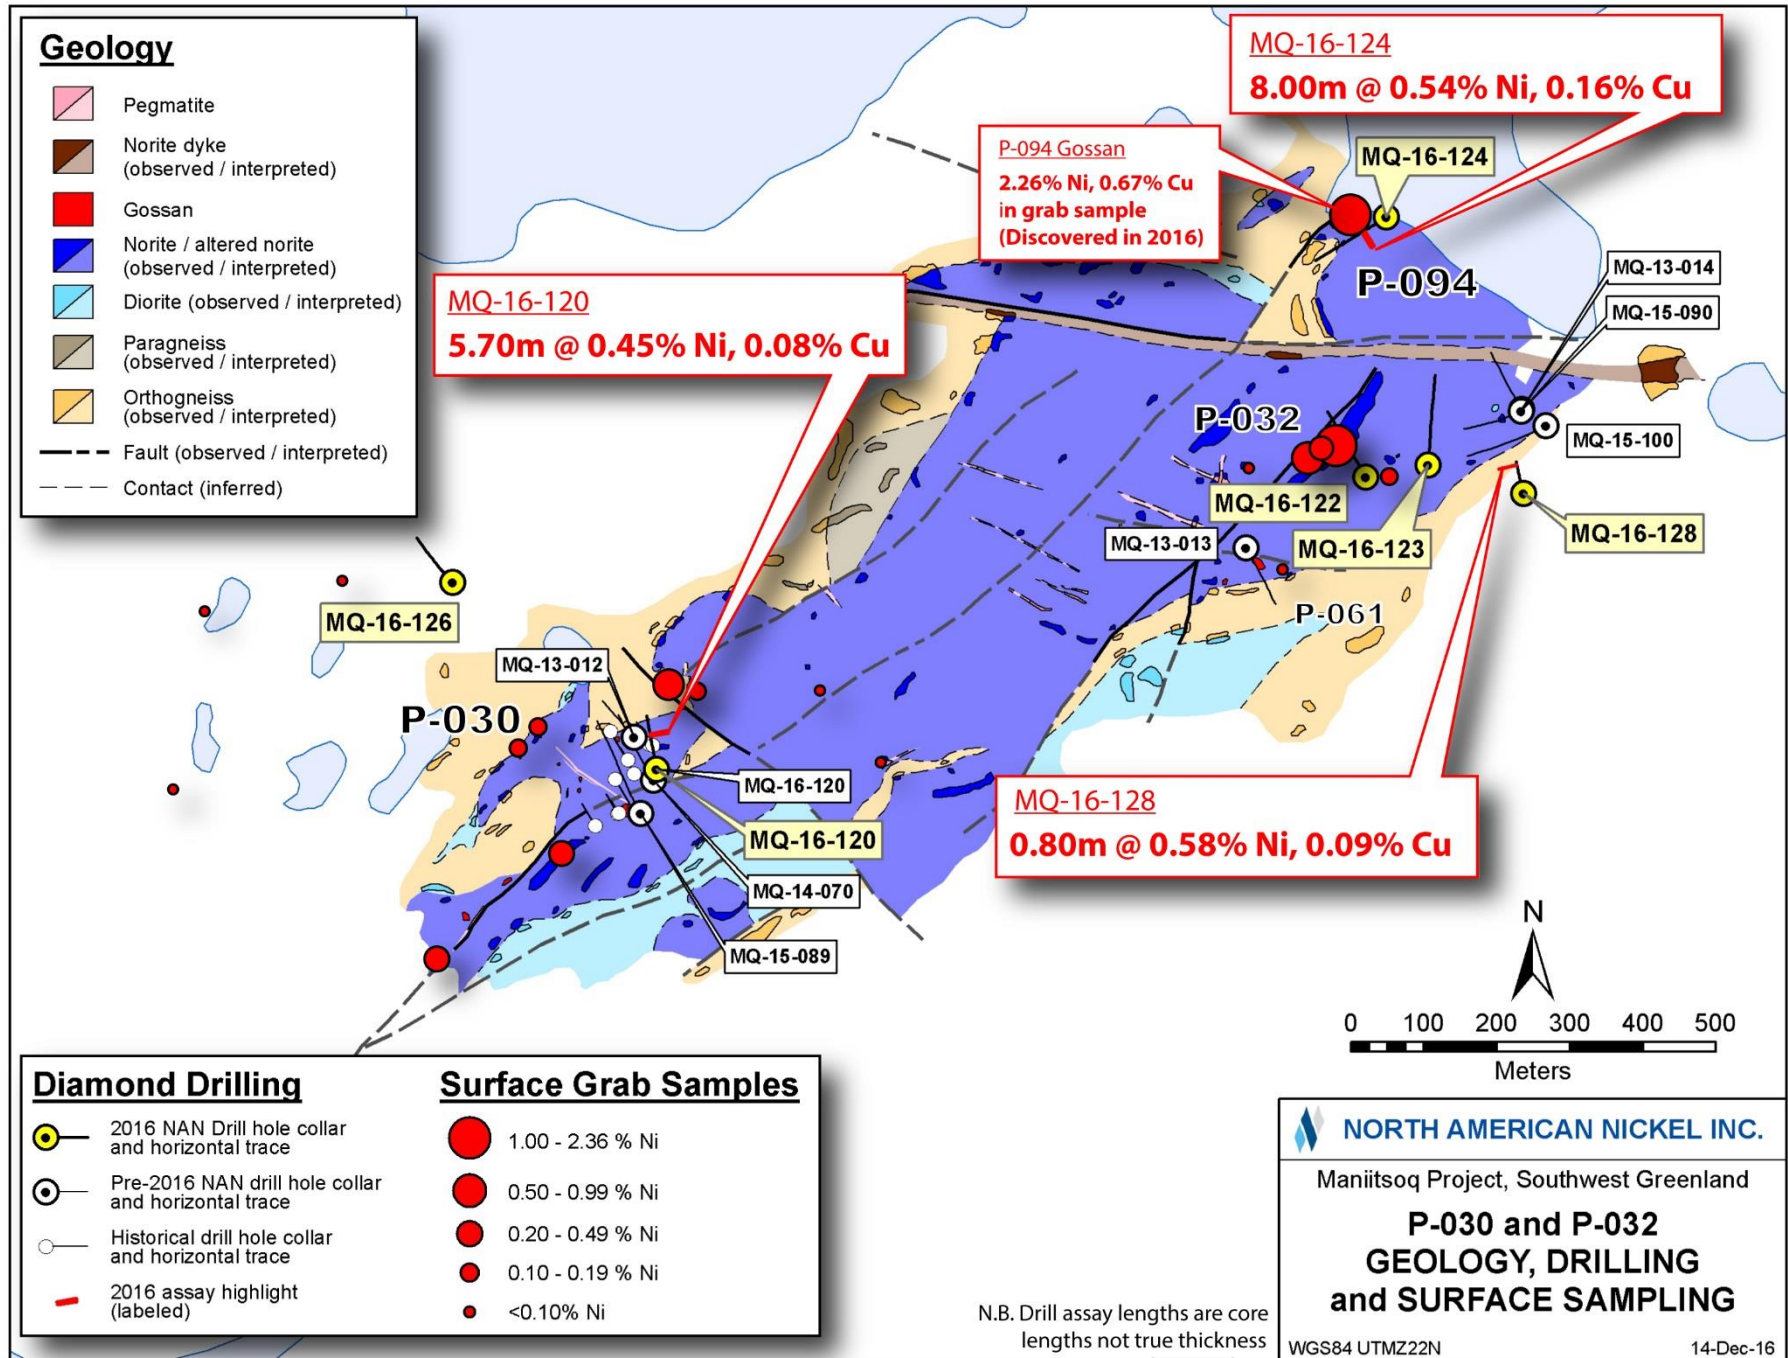 Geology
Pegmatite
Norite dyke
(observed / interpreted)
Gossan
Norite / altered norite
(observed / interpreted)
Diorite (observed / interpreted)
Paragneiss
(observed / interpreted)
Orthogneiss
(observed / interpreted)
Fault (observed / interpreted)
Contact (inferred)
MQ-16-124
8.00m @ 0.54% Ni, 0.16% Cu
P-094 Gossan
2.26% Ni, 0.67% Cu
in grab sample
(Discovered in 2016)
MQ-16-124
P-094
MQ-13-014
MQ-15-090
MQ-16-120
5.70m @ 0.45% Ni, 0.08% Cu
P-032
MQ-15-100
MQ-16-122
MQ-16-128
MQ-13-013
MQ-16-123
P-061
MQ-16-126
MQ-13-012
P-030
MQ-16-120
MQ-16-120
MQ-14-070
MQ-15-089
MQ-16-128
0.80m @ 0.58% Ni, 0.09% Cu
N
0 100 200 300 400 500
Meters
Diamond Drilling
2016 NAN Drill hole collar
and horizontal trace
Pre-2016 NAN drill hole collar
and horizontal trace
Historical drill hole collar
and horizontal trace
2016 assay highlight
(labeled)
Surface Grab Samples
1.00 - 2.36 % Ni
0.50 - 0.99 % Ni
0.20 - 0.49 % Ni
0.10 - 0.19 % Ni
<0.10% Ni
N.B. Drill assay lengths are core
lengths not true thickness
NORTH AMERICAN NICKEL INC.
Maniitsoq Project, Southwest Greenland
P-030 and P-032
GEOLOGY, DRILLING
and SURFACE SAMPLING
WGS84 UTMZ22N 14-Dec-16